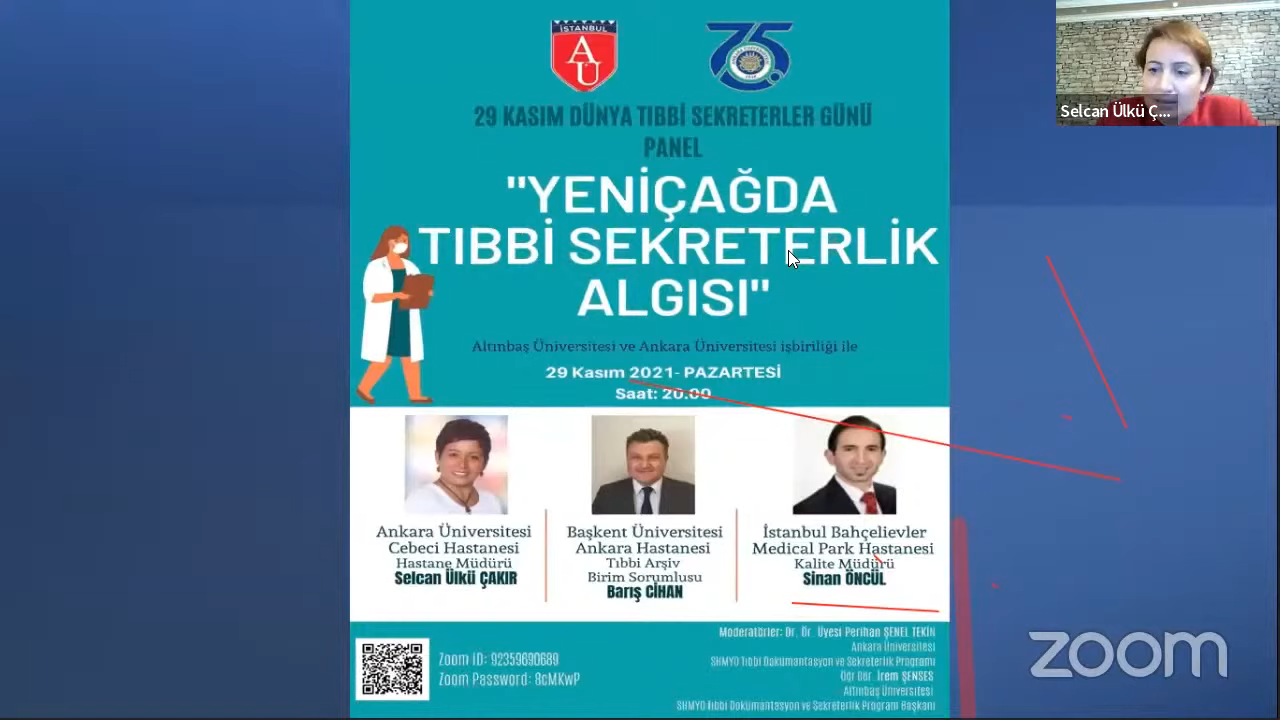 İSTANBUL
AÜ
75.
29 KASIM DÜNYA TIBBİ SEKRETERLER GÜNÜ
PANEL
"YENİÇAĞDA
TIBBİ SEKRETERLİK
ALGISI"
Altınbaş Üniversitesi ve Ankara Üniversitesi işbirliği ile
29 Kasım 2021- PAZARTESİ
Saat: 20.00
Ankara Üniversitesi
Cebeci Hastanesi
Hastane Müdürü
Selcan Ülkü ÇAKIR
Başkent Üniversitesi
Ankara Hastanesi
Tıbbi Arşiv
Birim Sorumlusu
Barış CİHAN
İstanbul Bahçelievler
Medical Park Hastanesi
Kalite Müdürü
Sinan ÖNCÜL
Zoom ID: 92359690689
Zoom Password: 8cMKwP
Moderatörler: Dr. Ör. Üyesi Perihan ŞENEL TEKİN
Ankara Üniversitesi
SHMYO Tıbbi Dokümantasyon ve Sekreterlik Programı
Öğr Gör. İrem ŞENSES
Altınbaş Üniversitesi
SHMYO Tıbbi Dokümantasyon ve Sekreterlik Program Başkanı
Selcan Ülkü Ç...
zoom